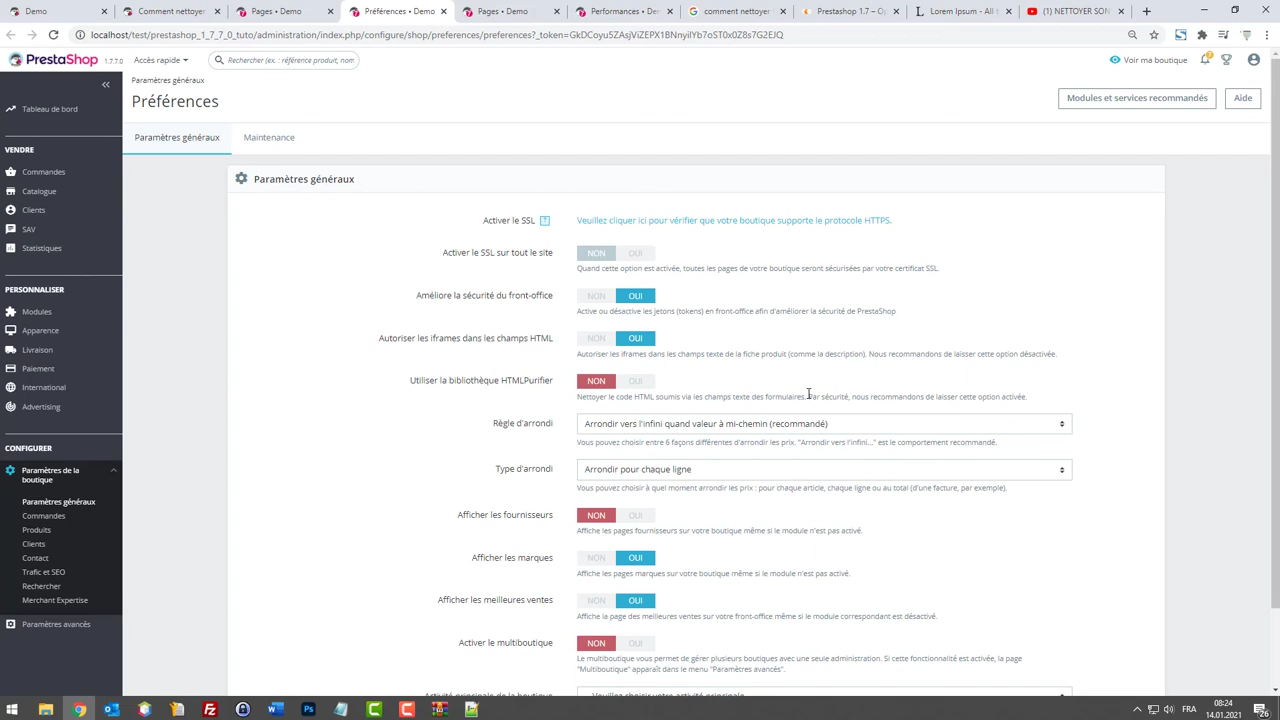 Demo
Comment nettoyer
Pages • Demo
Préférences • Demo
Pages • Demo
Performances • De
comment nettoyer
Prestashop 1.7 – Op
Lorem Ipsum - All t
(1) NETTOYER SON
localhost/test/prestashop_1_7_7_0_tuto/administration/index.php/configure/shop/preferences/preferences?_token=
PrestaShop 1.7.7.0
Accès rapide
Rechercher (ex. : référence produit, nom
Voir ma boutique
Paramètres généraux
Préférences
Modules et services recommandés
Aide
Paramètres généraux
Maintenance
Tableau de bord
VENDRE
Commandes
Catalogue
Clients
SAV
Statistiques
PERSONNALISER
Modules
Apparence
Livraison
Paiement
International
Advertising
CONFIGURER
Paramètres de la
boutique
Paramètres généraux
Commandes
Produits
Clients
Contact
Trafic et SEO
Rechercher
Merchant Expertise
Paramètres avancés
Paramètres généraux
Activer le SSL ?
Veuillez cliquer ici pour vérifier que votre boutique supporte le protocole HTTPS.
Activer le SSL sur tout le site
NON OUI
Quand cette option est activée, toutes les pages de votre boutique seront sécurisées par votre certificat SSL.
Améliore la sécurité du front-office
NON OUI
Active ou désactive les jetons (tokens) en front-office afin d'améliorer la sécurité de PrestaShop
Autoriser les iframes dans les champs HTML
NON OUI
Autoriser les iframes dans les champs texte de la fiche produit (comme la description). Nous recommandons de laisser cette option désactivée.
Utiliser la bibliothèque HTMLPurifier
NON OUI
Nettoyer le code HTML soumis via les champs texte des formulaires. Par sécurité, nous recommandons de laisser cette option activée.
Règle d'arrondi
Arrondir vers l'infini quand valeur à mi-chemin (recommandé)
Vous pouvez choisir entre 6 façons différentes d'arrondir les prix. "Arrondir vers l'infini..." est le comportement recommandé.
Type d'arrondi
Arrondir pour chaque ligne
Vous pouvez choisir à quel moment arrondir les prix : pour chaque article, chaque ligne ou au total (d'une facture, par exemple).
Afficher les fournisseurs
NON OUI
Affiche les pages fournisseurs sur votre boutique même si le module n'est pas activé.
Afficher les marques
NON OUI
Affiche les pages marques sur votre boutique même si le module n'est pas activé.
Afficher les meilleures ventes
NON OUI
Affiche la page des meilleures ventes sur votre front-office même si le module correspondant est désactivé.
Activer le multiboutique
NON OUI
Le multiboutique vous permet de gérer plusieurs boutiques avec une seule administration. Si cette fonctionnalité est activée, la page
"Multiboutique" apparaît dans le menu "Paramètres avancés".
Activité principale de la boutique
-- Veuillez choisir votre activité principale
FRA
08:24
14.01.2021
26